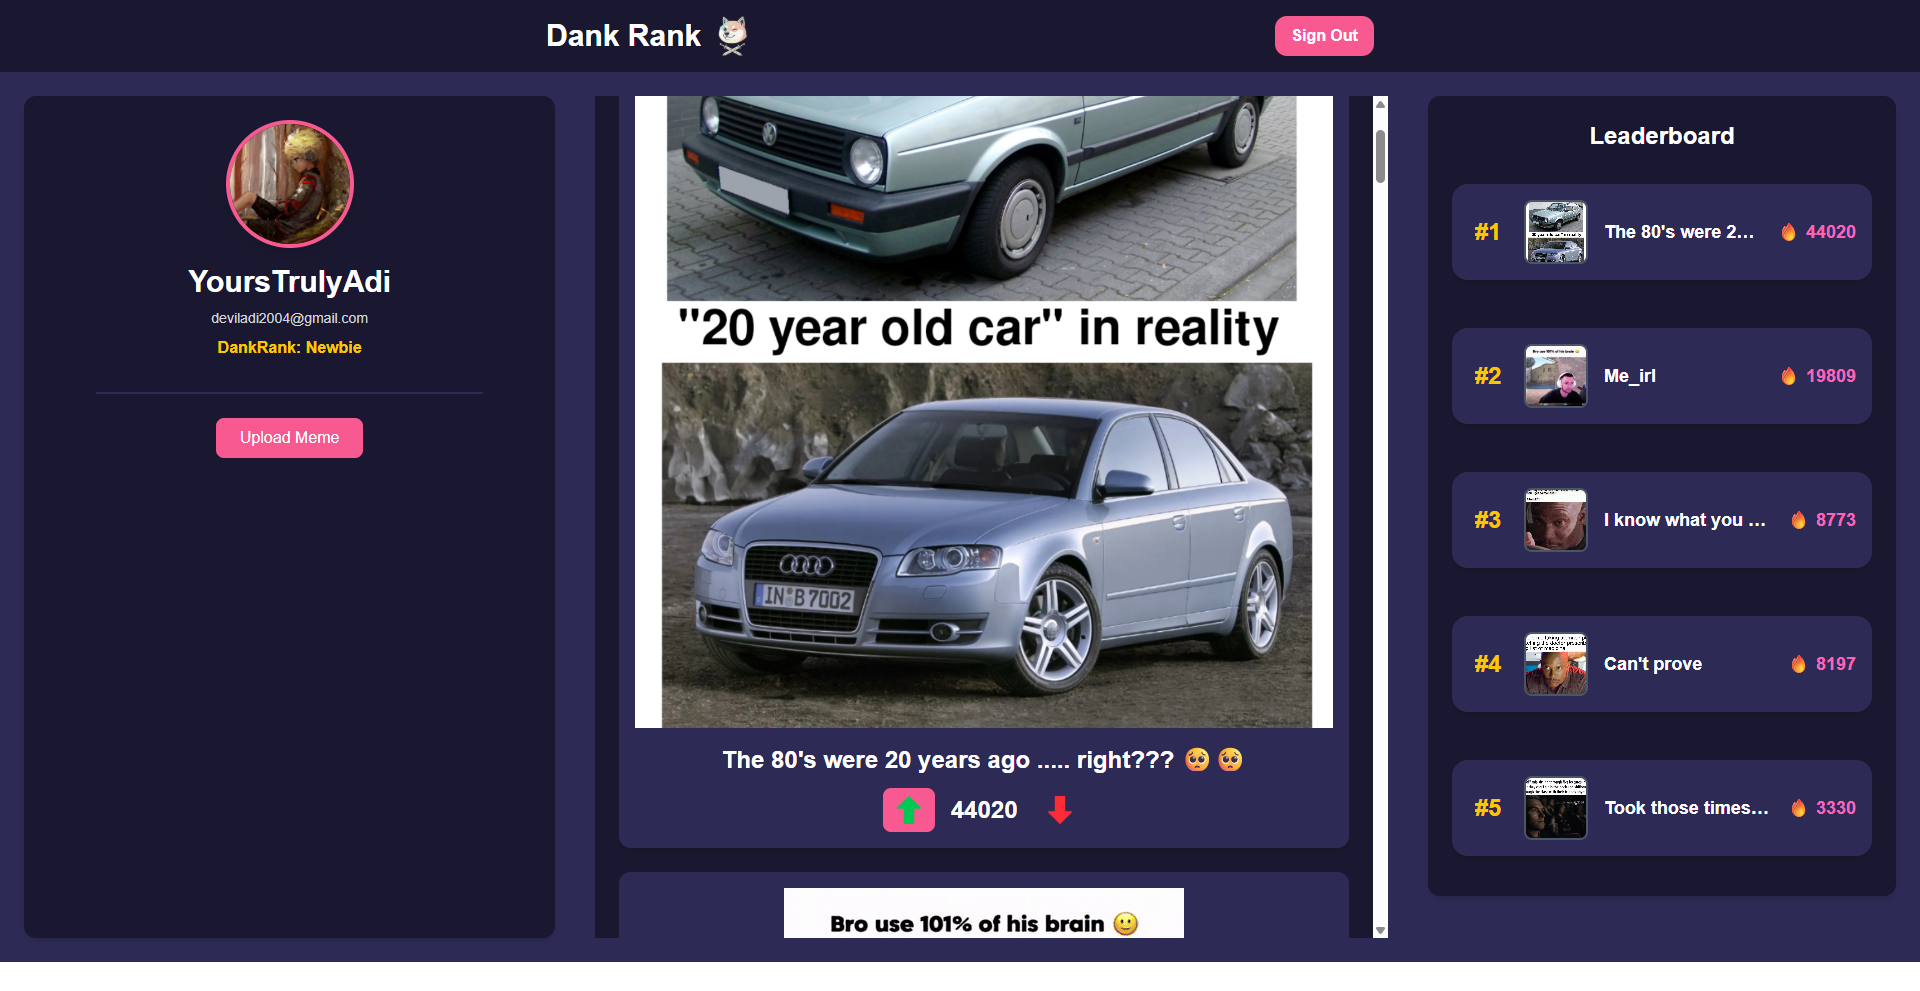 Dank Rank
Sign Out
YoursTrulyAdi
deviladi2004@gmail.com
DankRank: Newbie
Upload Meme
"20 year old car" in reality
IN B 7002
The 80's were 20 years ago ..... right??? 🥺🥺
44020
Bro use 101% of his brain 🙂
Leaderboard
#1 The 80's were 2... 🔥 44020
#2 Me_irl 🔥 19809
#3 I know what you ... 🔥 8773
#4 Can't prove 🔥 8197
#5 Took those times... 🔥 3330